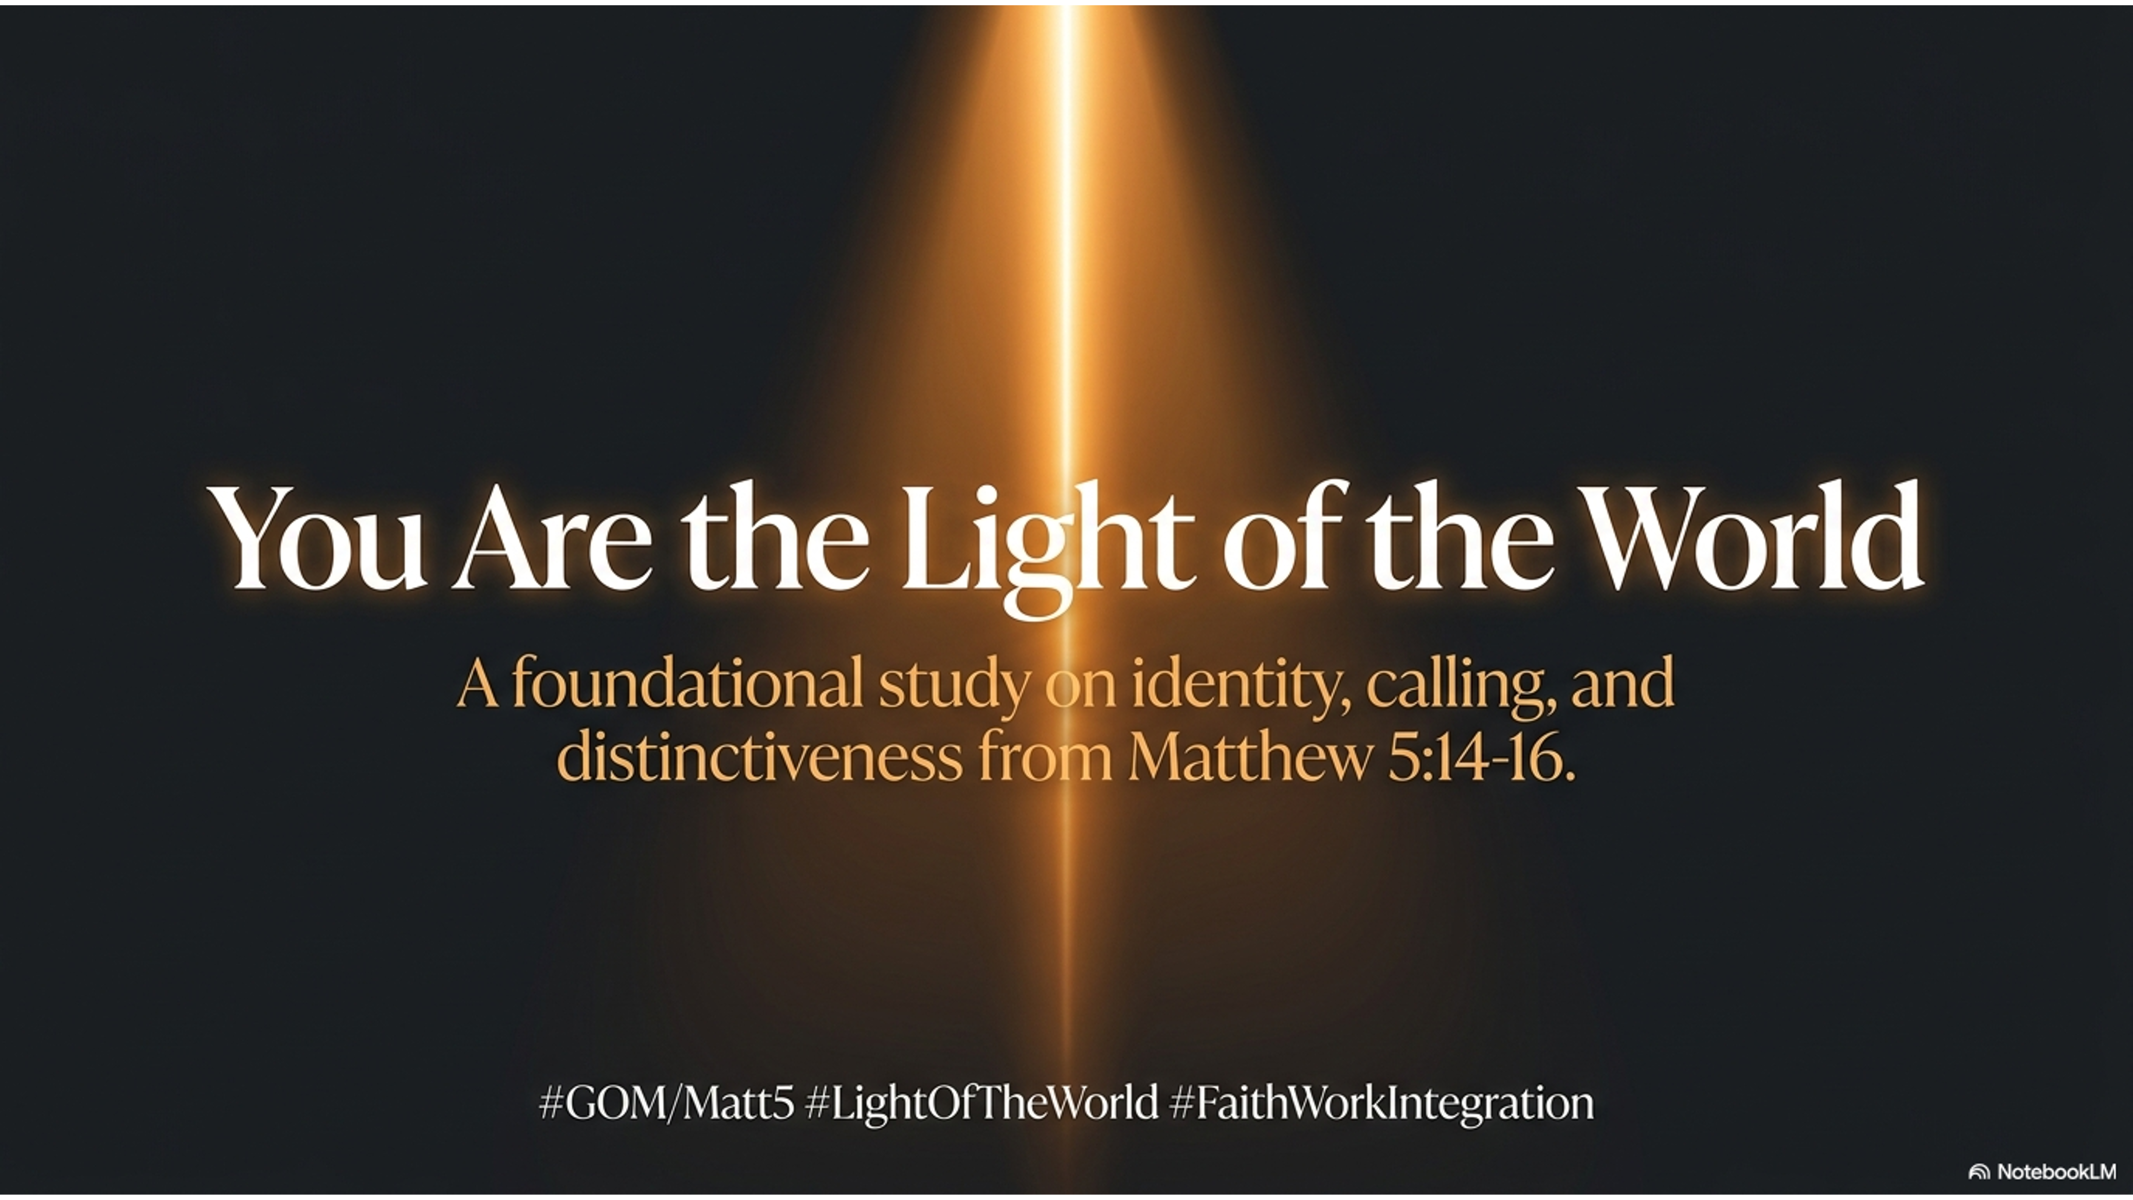 You Are the Light of the World
A foundational study on identity, calling, and
distinctiveness from Matthew 5:14-16.
#GOM/Matt5 #LightOfTheWorld #FaithWorkIntegration
NotebookLM